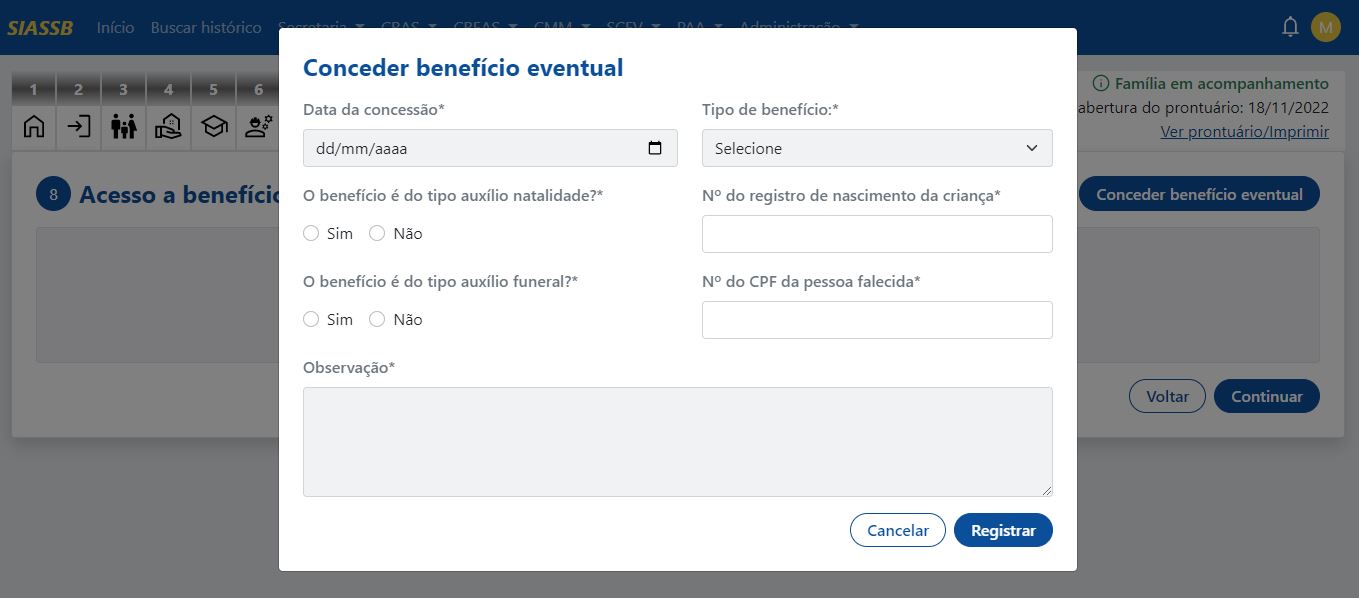 SIASSB Início Buscar histórico Secretaria CRAS CREAS CMM SCFV PAA Administração M
Conceder benefício eventual
1 2 3 4 5 6
Família em acompanhamento
abertura do prontuário: 18/11/2022
Ver prontuário/Imprimir
Data da concessão* Tipo de benefício:*
dd/mm/aaaa Selecione
8 Acesso a benefício Conceder benefício eventual
O benefício é do tipo auxílio natalidade?* Nº do registro de nascimento da criança*
Sim Não
O benefício é do tipo auxílio funeral?* Nº do CPF da pessoa falecida*
Sim Não
Observação*
Voltar Continuar
Cancelar Registrar